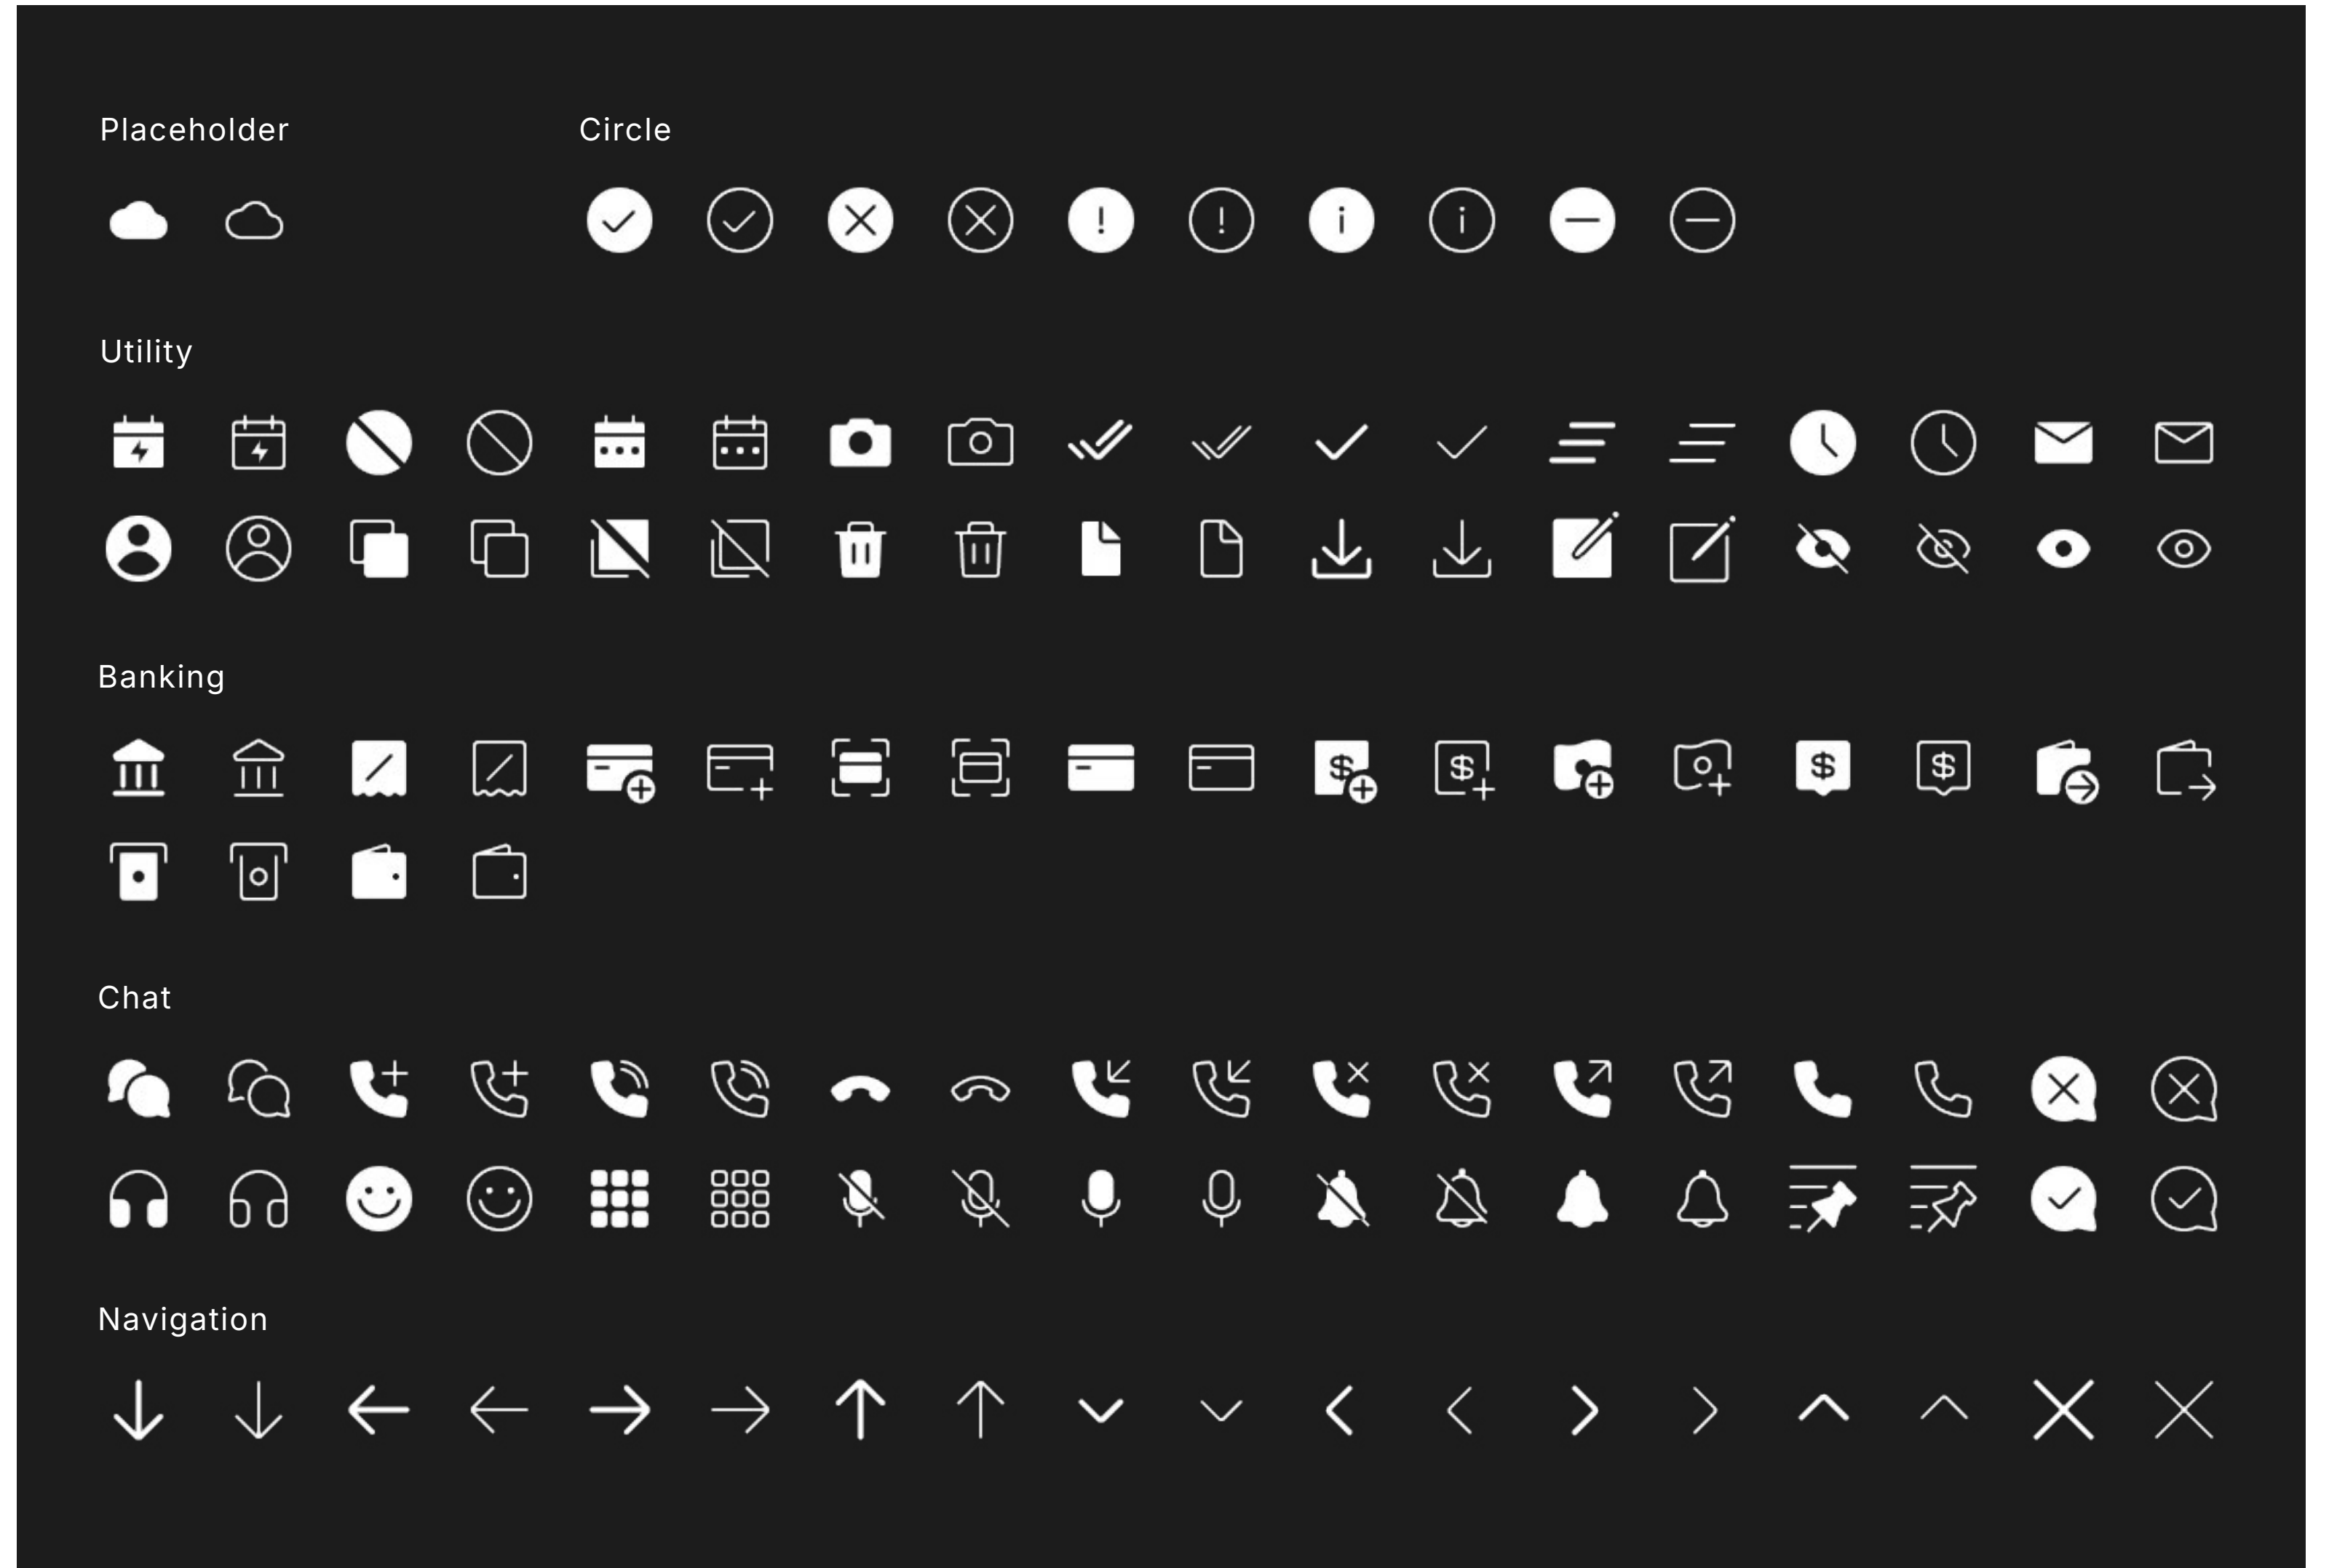 Placeholder
Circle
Utility
Banking
Chat
Navigation